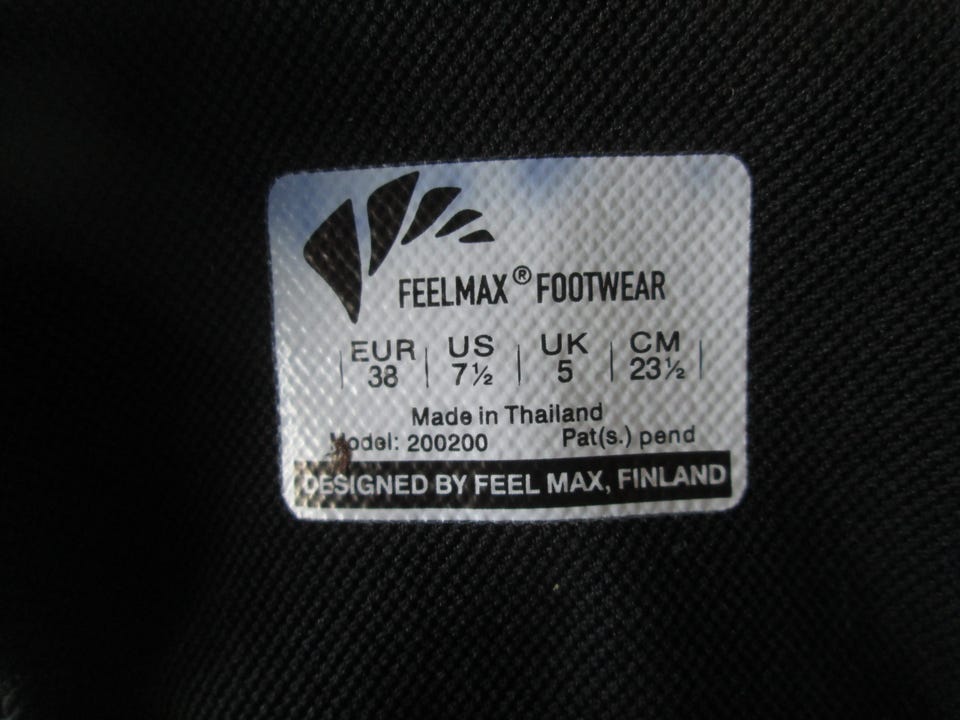 FEELMAX® FOOTWEAR
EUR | US | UK | CM
38 | 7½ | 5 | 23½
Made in Thailand
Model: 200200 Pat(s.) pend
DESIGNED BY FEEL MAX, FINLAND